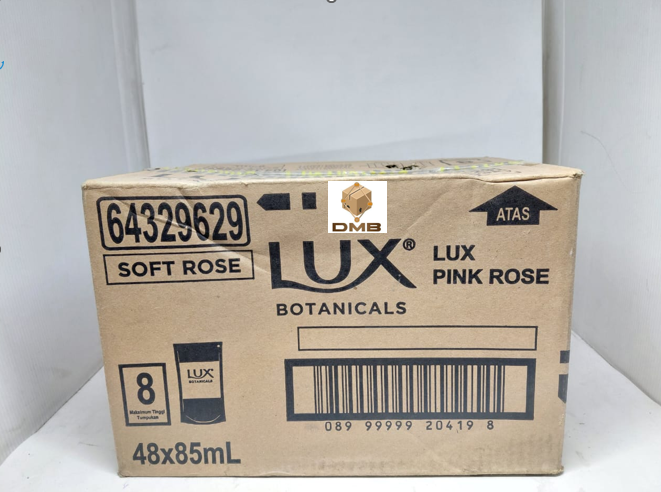 64329629
SOFT ROSE
DMB
LUX®
BOTANICALS
LUX
PINK ROSE
ATAS
8
Maksimum Tinggi
Tumpukan
LUX
BOTANICALS
48x85mL
089 99999 20419 8